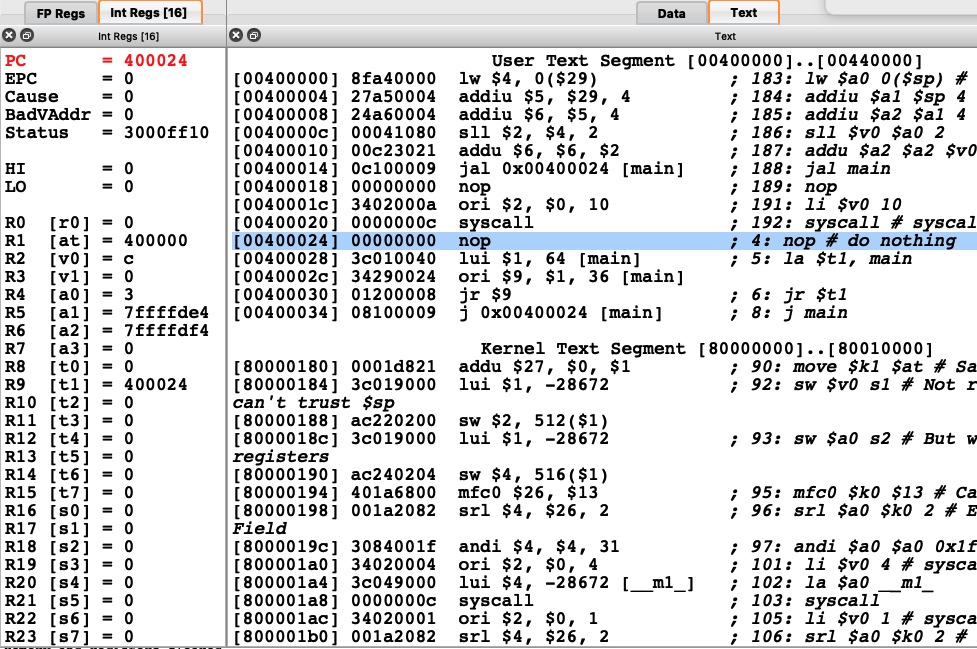 FP Regs Int Regs [16] Data Text
Int Regs [16] Text
PC = 400024
EPC = 0
Cause = 0
BadVAddr = 0
Status = 3000ff10
HI = 0
LO = 0
R0 [r0] = 0
R1 [at] = 400000
R2 [v0] = c
R3 [v1] = 0
R4 [a0] = 3
R5 [a1] = 7ffffde4
R6 [a2] = 7ffffdf4
R7 [a3] = 0
R8 [t0] = 0
R9 [t1] = 400024
R10 [t2] = 0
R11 [t3] = 0
R12 [t4] = 0
R13 [t5] = 0
R14 [t6] = 0
R15 [t7] = 0
R16 [s0] = 0
R17 [s1] = 0
R18 [s2] = 0
R19 [s3] = 0
R20 [s4] = 0
R21 [s5] = 0
R22 [s6] = 0
R23 [s7] = 0
User Text Segment [00400000]..[00440000]
[00400000] 8fa40000 lw $4, 0($29) ; 183: lw $a0 0($sp) #
[00400004] 27a50004 addiu $5, $29, 4 ; 184: addiu $a1 $sp 4
[00400008] 24a60004 addiu $6, $5, 4 ; 185: addiu $a2 $a1 4
[0040000c] 00041080 sll $2, $4, 2 ; 186: sll $v0 $a0 2
[00400010] 00c23021 addu $6, $6, $2 ; 187: addu $a2 $a2 $v0
[00400014] 0c100009 jal 0x00400024 [main] ; 188: jal main
[00400018] 00000000 nop ; 189: nop
[0040001c] 3402000a ori $2, $0, 10 ; 191: li $v0 10
[00400020] 0000000c syscall ; 192: syscall # syscal
[00400024] 00000000 nop ; 4: nop # do nothing
[00400028] 3c010040 lui $1, 64 [main] ; 5: la $t1, main
[0040002c] 34290024 ori $9, $1, 36 [main]
[00400030] 01200008 jr $9 ; 6: jr $t1
[00400034] 08100009 j 0x00400024 [main] ; 8: j main
Kernel Text Segment [80000000]..[80010000]
[80000180] 0001d821 addu $27, $0, $1 ; 90: move $k1 $at # Sa
[80000184] 3c019000 lui $1, -28672 ; 92: sw $v0 s1 # Not r
can't trust $sp
[80000188] ac220200 sw $2, 512($1)
[8000018c] 3c019000 lui $1, -28672 ; 93: sw $a0 s2 # But w
registers
[80000190] ac240204 sw $4, 516($1)
[80000194] 401a6800 mfc0 $26, $13 ; 95: mfc0 $k0 $13 # Ca
[80000198] 001a2082 srl $4, $26, 2 ; 96: srl $a0 $k0 2 # E
Field
[8000019c] 3084001f andi $4, $4, 31 ; 97: andi $a0 $a0 0x1f
[800001a0] 34020004 ori $2, $0, 4 ; 101: li $v0 4 # sysca
[800001a4] 3c049000 lui $4, -28672 [__m1_] ; 102: la $a0 __m1_
[800001a8] 0000000c syscall ; 103: syscall
[800001ac] 34020001 ori $2, $0, 1 ; 105: li $v0 1 # sysca
[800001b0] 001a2082 srl $4, $26, 2 ; 106: srl $a0 $k0 2 #